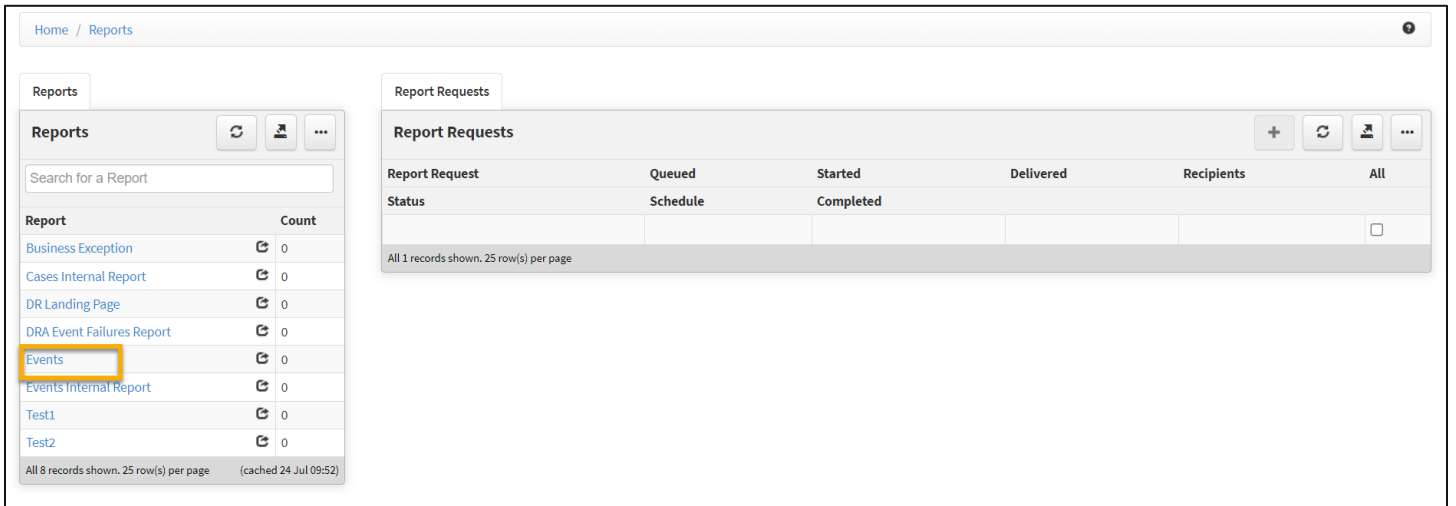 Home / Reports
Reports
Reports
Search for a Report
Report Count
Business Exception 0
Cases Internal Report 0
DR Landing Page 0
DRA Event Failures Report 0
Events 0
Events Internal Report 0
Test1 0
Test2 0
All 8 records shown. 25 row(s) per page (cached 24 Jul 09:52)
Report Requests
Report Requests
Report Request Queued Started Delivered Recipients All
Status Schedule Completed
All 1 records shown. 25 row(s) per page